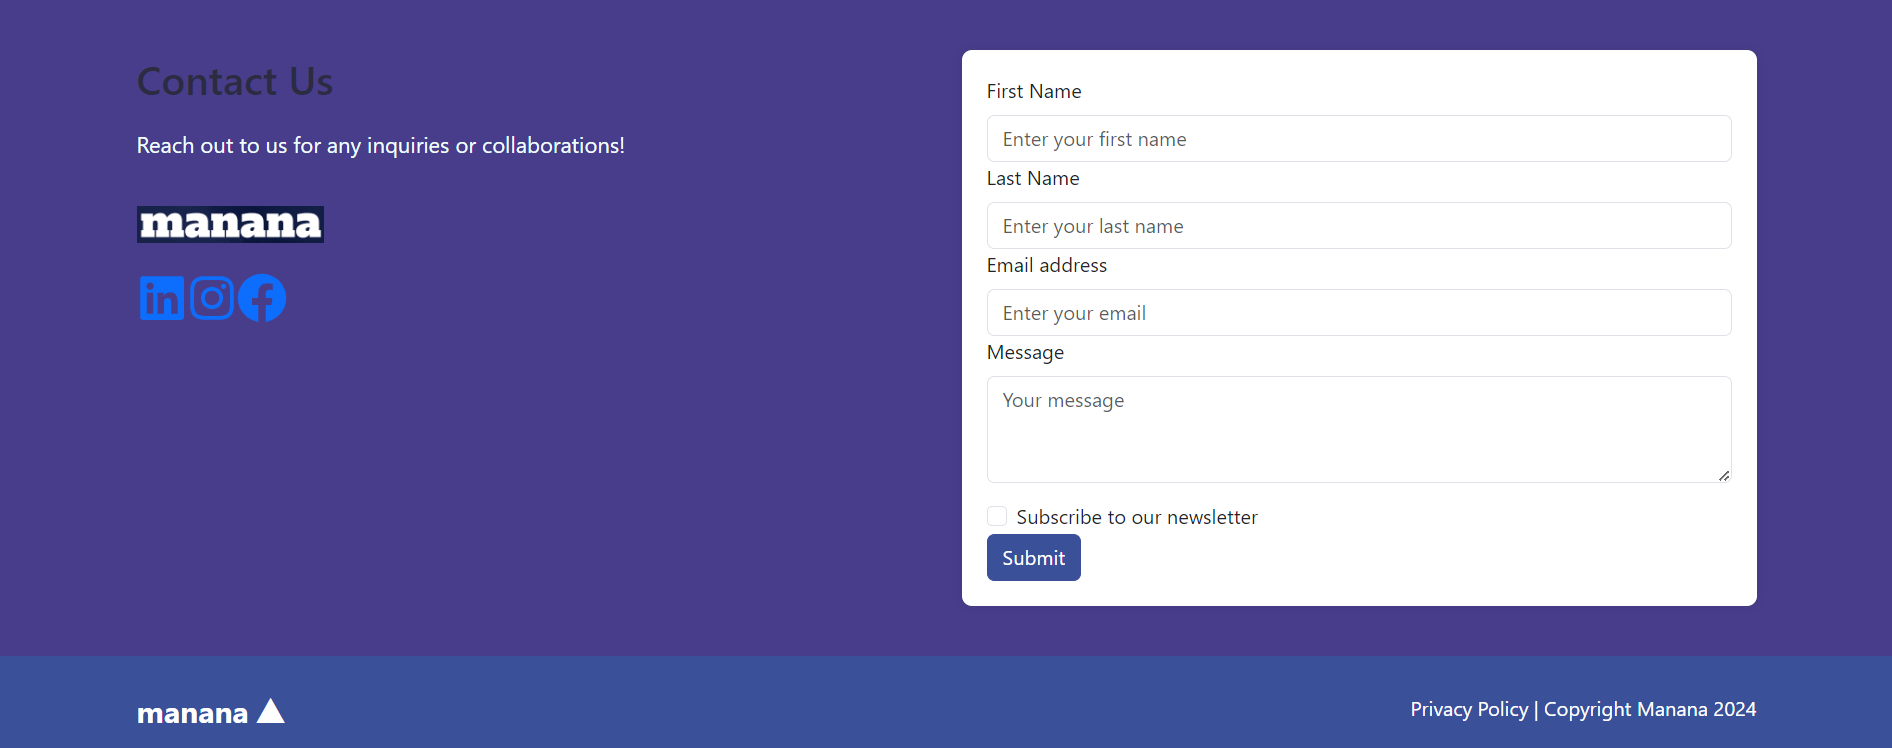 Contact Us
Reach out to us for any inquiries or collaborations!
manana
First Name
Enter your first name
Last Name
Enter your last name
Email address
Enter your email
Message
Your message
Subscribe to our newsletter
Submit
manana
Privacy Policy | Copyright Manana 2024